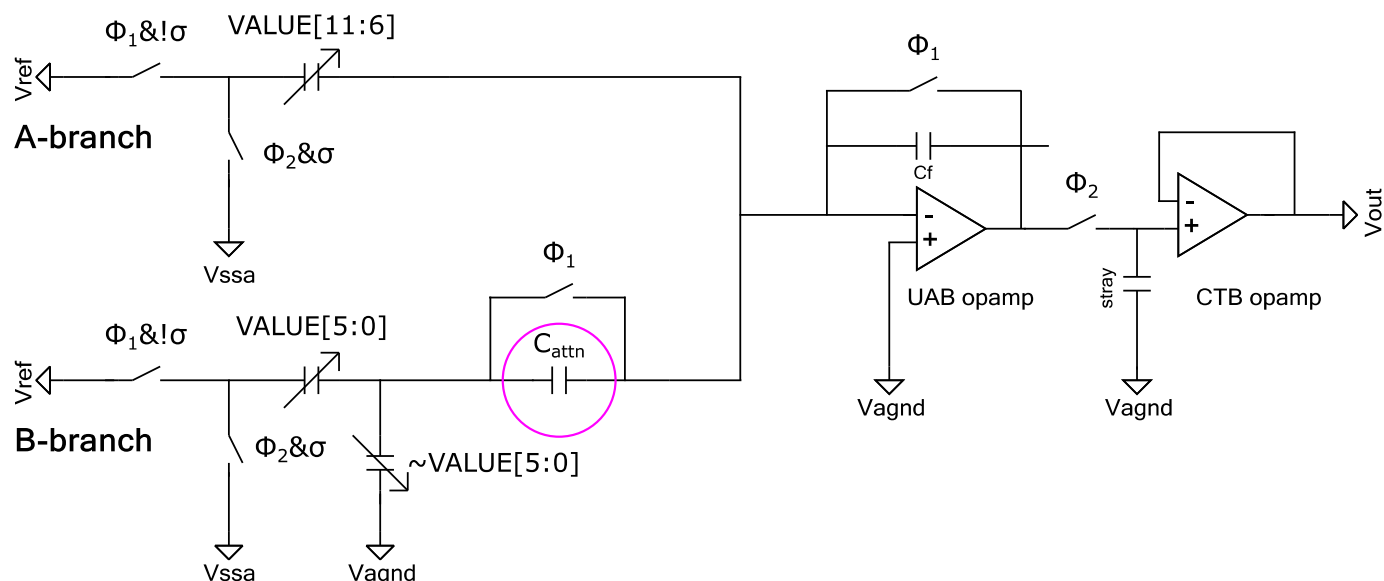 Φ1&!σ
VALUE[11:6]
Vref
A-branch
Φ2&σ
Vssa
Φ1
Cf
-
+
UAB opamp
Vagnd
Φ2
stray
Vagnd
-
+
CTB opamp
Vout
Φ1&!σ
VALUE[5:0]
Vref
B-branch
Φ2&σ
Vssa
~VALUE[5:0]
Vagnd
Φ1
Cattn